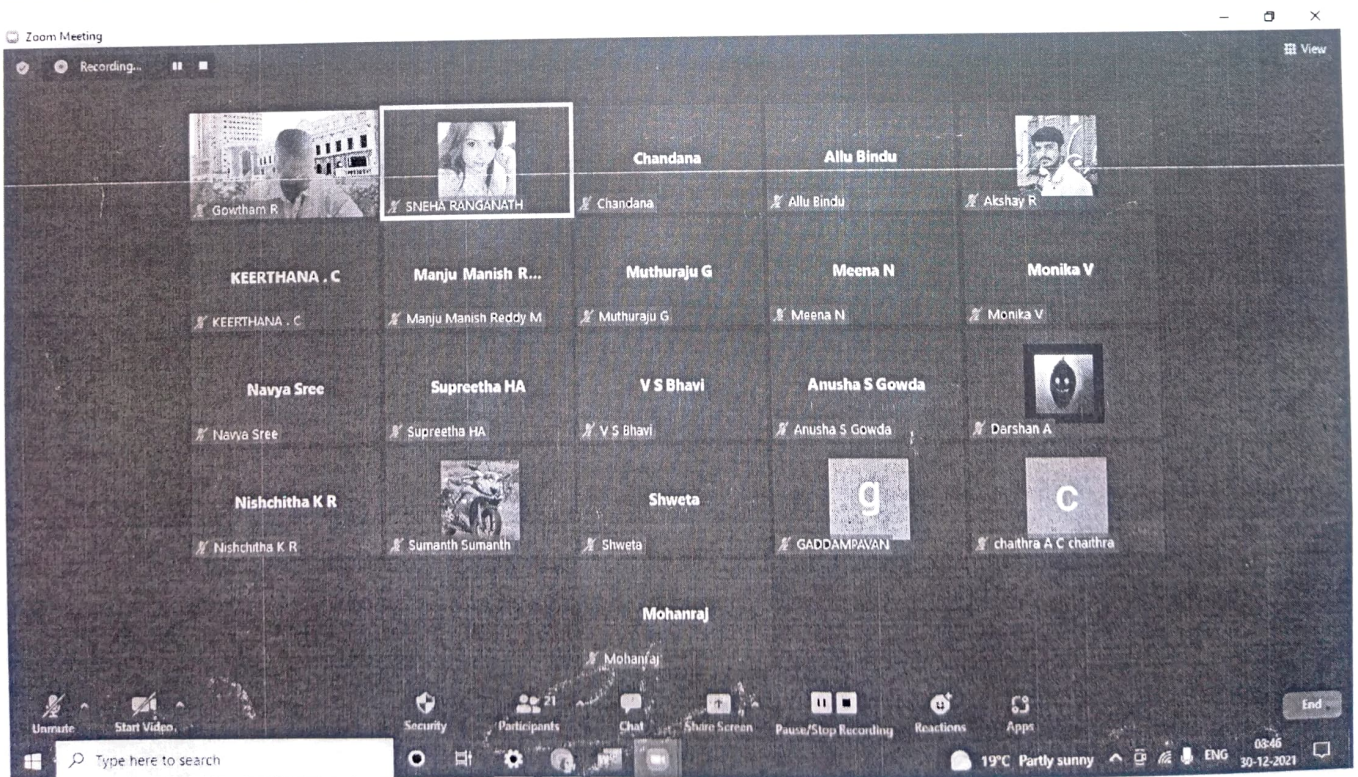 Zoom Meeting
Recording...
View
Gowtham R
SNEHA RANGANATH
Chandana
Chandana
Allu Bindu
Allu Bindu
Akshay R
KEERTHANA . C
KEERTHANA . C
Manju Manish R...
Manju Manish Reddy M
Muthuraju G
Muthuraju G
Meena N
Meena N
Monika V
Monika V
Navya Sree
Navya Sree
Supreetha HA
Supreetha HA
V S Bhavi
V S Bhavi
Anusha S Gowda
Anusha S Gowda
Darshan A
Nishchitha K R
Nishchitha K R
Sumanth Sumanth
Shweta
Shweta
g
GADDAMPAVAN
c
chaithra A C chaithra
Mohanraj
Mohanraj
Unmute
Start Video
Security
Participants
21
Chat
Share Screen
Pause/Stop Recording
Reactions
Apps
End
Type here to search
19°C Partly sunny
ENG
03:46
30-12-2021